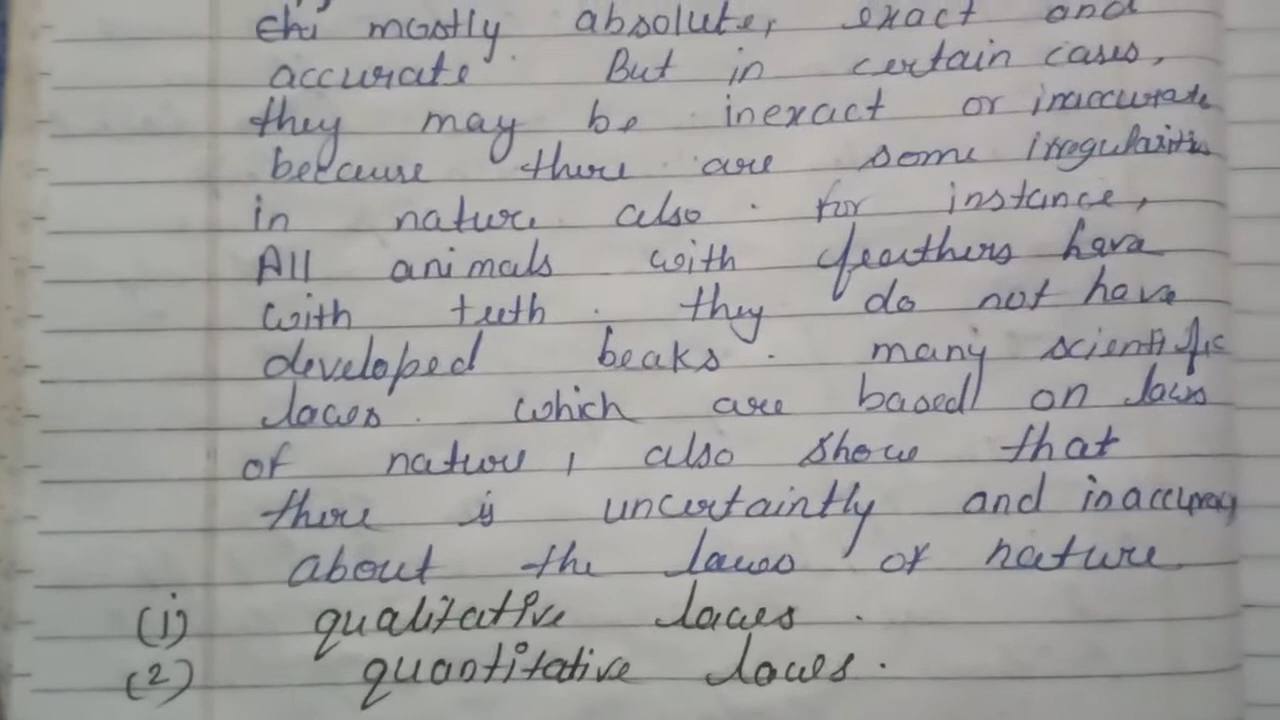 mostly absolute, exact and
accurate. But in certain cases,
they may be inexact or inaccurate
because there are some irregularities
in nature also. for instance,
All animals with feathers have
with teeth. they do not have
developed beaks. many scientific
laws. which are based on laws
of nature, also show that
there is uncertaintly and inaccuracy
about the laws of nature
(i) qualitative laws.
(2) quantitative laws.